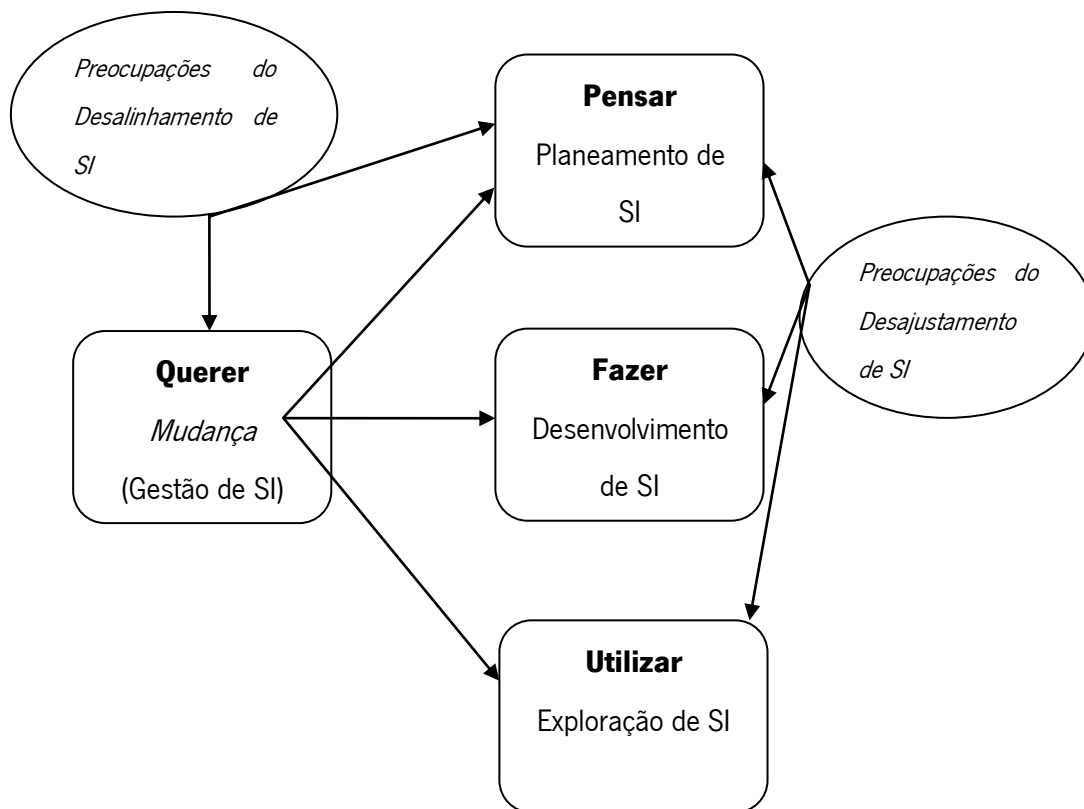 Preocupações do
Desalinhamento de
SI
Pensar
Planeamento de
SI
Preocupações do
Desajustamento
de SI
Querer
Mudança
(Gestão de SI)
Fazer
Desenvolvimento
de SI
Utilizar
Exploração de SI